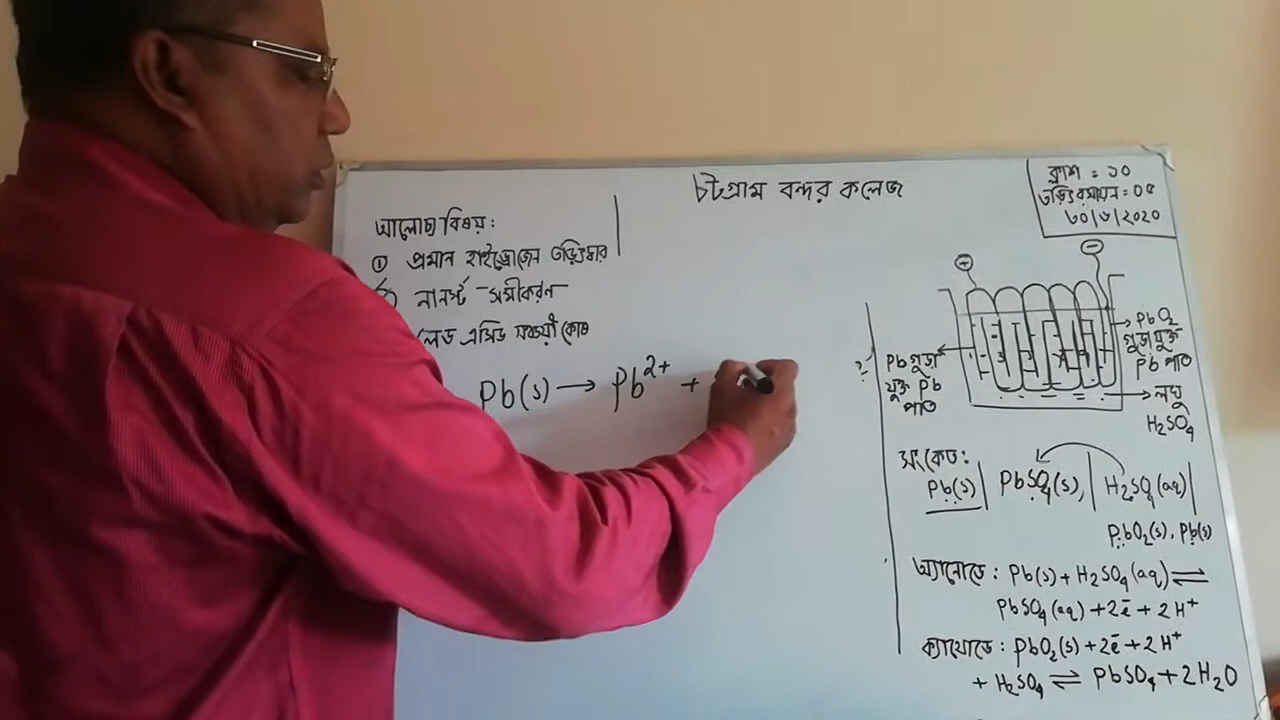 চট্টগ্রাম বন্দর কলেজ
ক্লাশ = ১০
তড়িৎ রসায়ন = ০৫
৩০/৬/২০২০
আলোচ্য বিষয়:
① প্রমান হাইড্রোজেন তড়িৎদ্বার
নার্নস্ট সমীকরণ
লেড এসিড সঞ্চয়ী কোষ
Pb(s) → Pb²⁺ +
+
−
Pb গুড়া
যুক্ত Pb
পাত
→ PbO₂
গুড়া যুক্ত
Pb পাত
→ লঘু
H₂SO₄
সংকেত:
Pb(s) | PbSO₄(s), | H₂SO₄(aq) |
PbO₂(s), Pb(s)
অ্যানোডে: Pb(s) + H₂SO₄(aq) ⇌
PbSO₄(aq) + 2ē + 2H⁺
ক্যাথোডে: PbO₂(s) + 2ē + 2H⁺
+ H₂SO₄ ⇌ PbSO₄ + 2H₂O